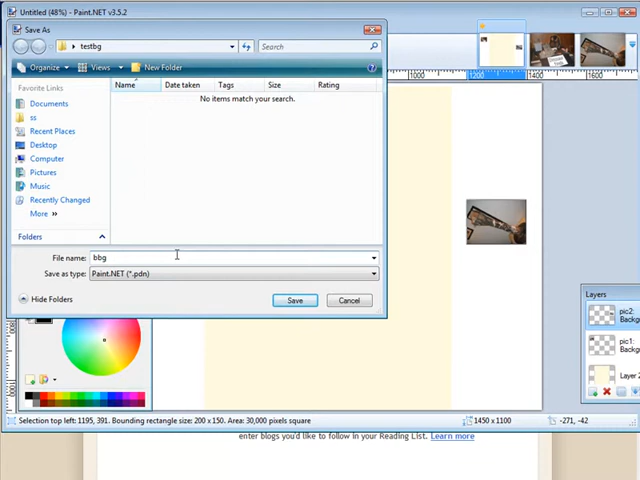 Untitled (48%) - Paint.NET v3.5.2
Save As
testbg
Search
Organize
Views
New Folder
Favorite Links
Documents
ss
Recent Places
Desktop
Computer
Pictures
Music
Recently Changed
More »
Folders
Name
Date taken
Tags
Size
Rating
No items match your search.
File name:
bbg
Save as type:
Paint.NET (*.pdn)
Hide Folders
Save
Cancel
1100
1200
1300
1400
1000
Layers
pic2:
Backg
pic1:
Backg
Layer 2
Selection top left: 1195, 391. Bounding rectangle size: 200 x 150. Area: 30,000 pixels square
1450 x 1100
-271, -42
enter blogs you'd like to follow in your Reading List. Learn more